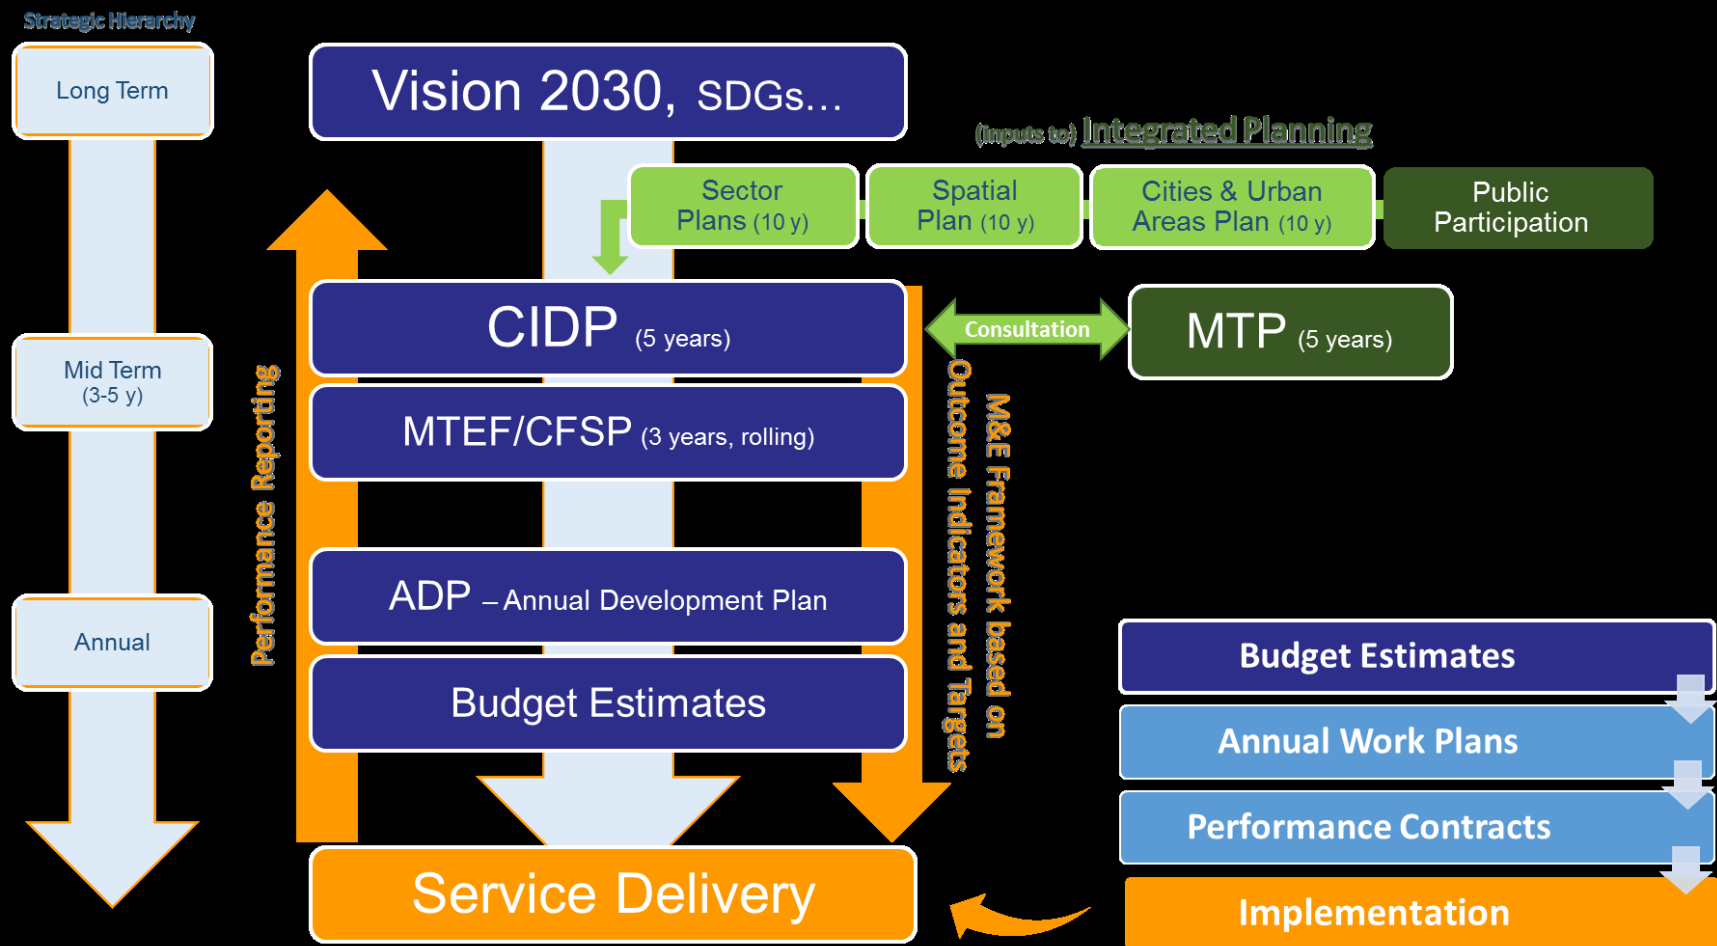 Strategic Hierarchy
Long Term
Mid Term
(3-5 y)
Annual
Vision 2030, SDGs...
(inputs to) Integrated Planning
Sector
Plans (10 y)
Spatial
Plan (10 y)
Cities & Urban
Areas Plan (10 y)
Public
Participation
CIDP (5 years)
Consultation
MTP (5 years)
MTEF/CFSP (3 years, rolling)
ADP – Annual Development Plan
Budget Estimates
Service Delivery
Performance Reporting
M&E Framework based on
Outcome Indicators and Targets
Budget Estimates
Annual Work Plans
Performance Contracts
Implementation